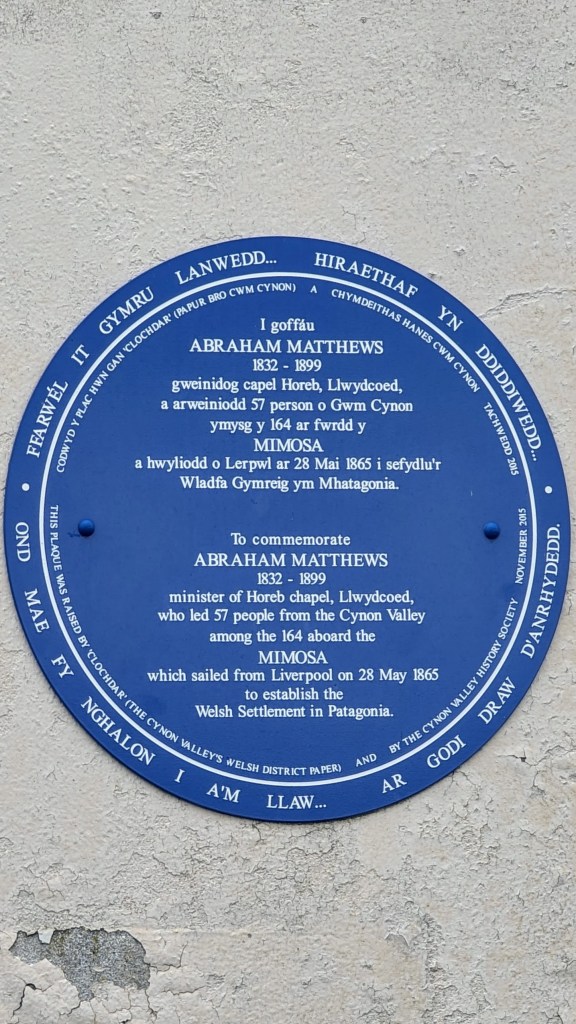 FFARWÉL IT GYMRU LANWEDD... HIRAETHAF YN DDIDDIWEDD...
CODWYD Y PLAC HWN GAN 'CLOCHDAR' (PAPUR BRO CWM CYNON) A CHYMDEITHAS HANES CWM CYNON TACHWEDD 2015
I goffáu
ABRAHAM MATTHEWS
1832 - 1899
gweinidog capel Horeb, Llwydcoed,
a arweiniodd 57 person o Gwm Cynon
ymysg y 164 ar fwrdd y
MIMOSA
a hwyliodd o Lerpwl ar 28 Mai 1865 i sefydlu'r
Wladfa Gymreig ym Mhatagonia.
To commemorate
ABRAHAM MATTHEWS
1832 - 1899
minister of Horeb chapel, Llwydcoed,
who led 57 people from the Cynon Valley
among the 164 aboard the
MIMOSA
which sailed from Liverpool on 28 May 1865
to establish the
Welsh Settlement in Patagonia.
THIS PLAQUE WAS RAISED BY 'CLOCHDAR' (THE CYNON VALLEY'S WELSH DISTRICT PAPER) AND BY THE CYNON VALLEY HISTORY SOCIETY NOVEMBER 2015
OND MAE FY NGHALON I A'M LLAW... AR GODI DRAW D'ANRHYDEDD.